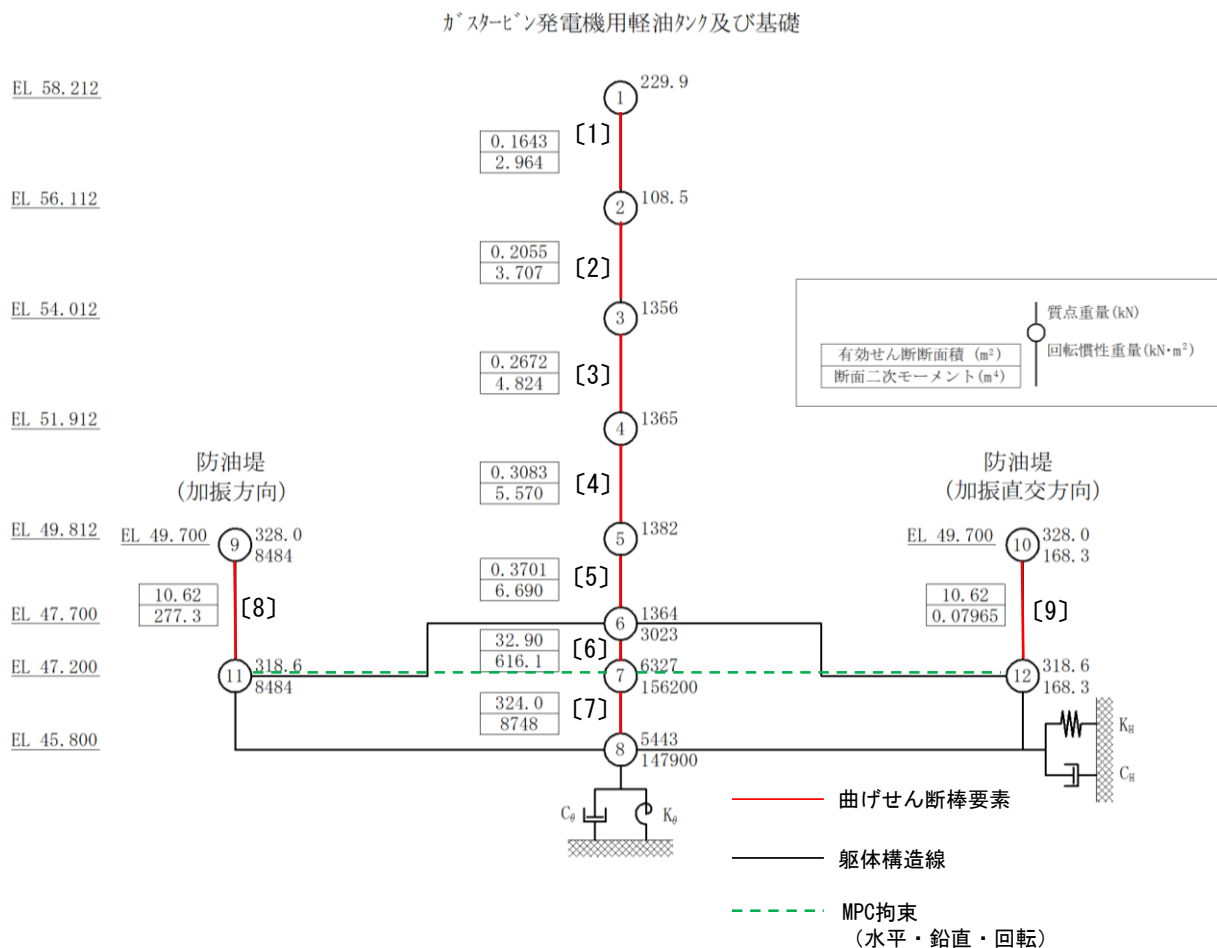 ガスタービン発電機用軽油タンク及び基礎
EL 58.212
1
229.9
0.1643
2.964
〔1〕
EL 56.112
2
108.5
0.2055
3.707
〔2〕
EL 54.012
3
1356
0.2672
4.824
〔3〕
質点重量(kN)
回転慣性重量(kN・m²)
有効せん断断面積 (m²)
断面二次モーメント(m⁴)
EL 51.912
4
1365
0.3083
5.570
〔4〕
防油堤
(加振方向)
防油堤
(加振直交方向)
EL 49.812
5
1382
EL 49.700
9
328.0
8484
EL 49.700
10
328.0
168.3
0.3701
6.690
〔5〕
10.62
277.3
〔8〕
10.62
0.07965
〔9〕
EL 47.700
6
1364
3023
32.90
616.1
〔6〕
EL 47.200
11
318.6
8484
7
6327
156200
12
318.6
168.3
324.0
8748
〔7〕
EL 45.800
8
5443
147900
K_H
C_H
C_θ
K_θ
曲げせん断棒要素
躯体構造線
MPC拘束
(水平・鉛直・回転)